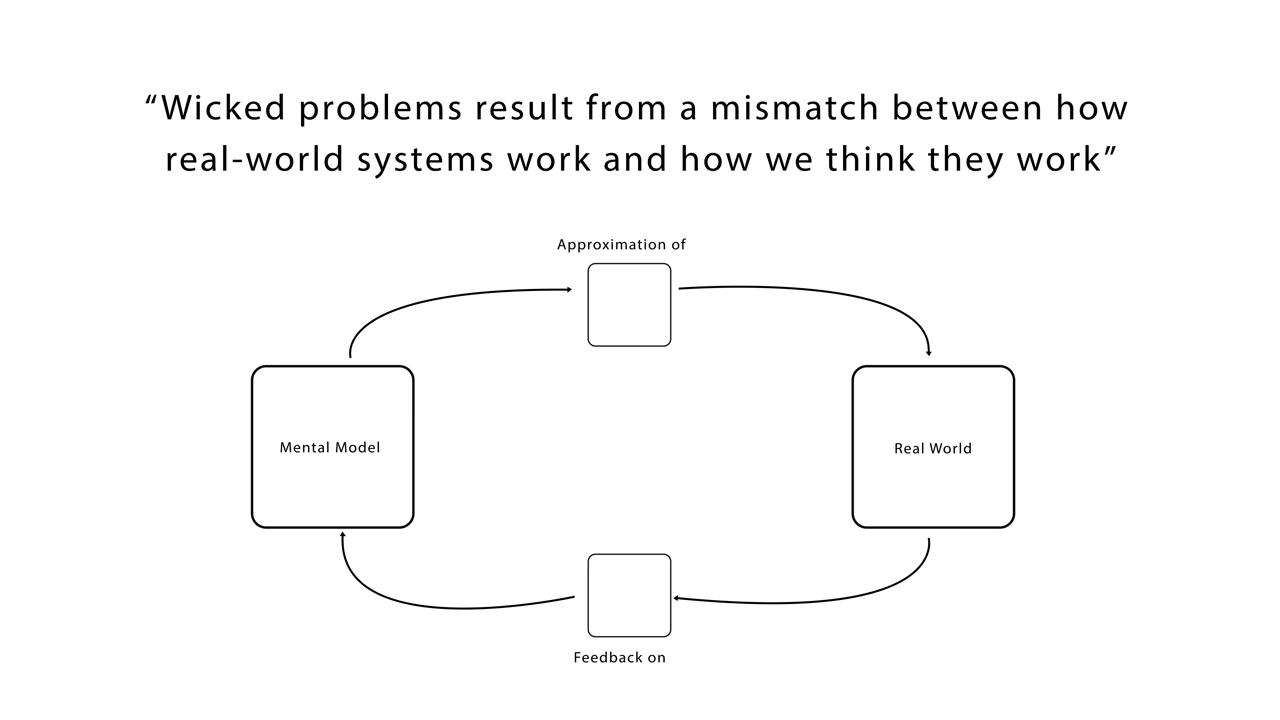 “Wicked problems result from a mismatch between how
real-world systems work and how we think they work”
Approximation of
Mental Model
Real World
Feedback on